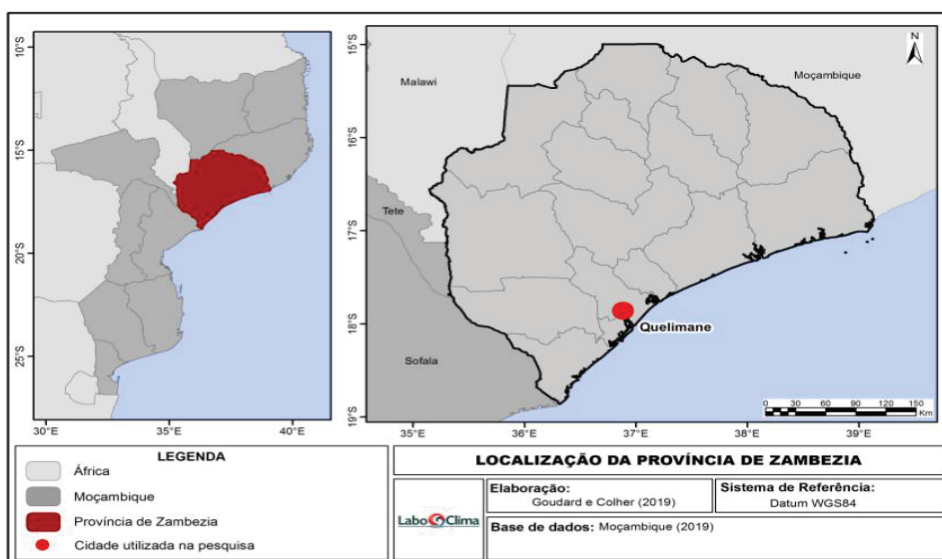 10°S
15°S
20°S
25°S
30°E
35°E
40°E
15°S
16°S
17°S
18°S
19°S
35°E
36°E
37°E
38°E
39°E
N
Malawi
Moçambique
Tete
Sofala
Quelimane
0 15 30 60 90 120 150
Km
LEGENDA
África
Moçambique
Província de Zambezia
Cidade utilizada na pesquisa
LOCALIZAÇÃO DA PROVÍNCIA DE ZAMBEZIA
LaboClima
Elaboração:
Goudard e Colher (2019)
Sistema de Referência:
Datum WGS84
Base de dados: Moçambique (2019)